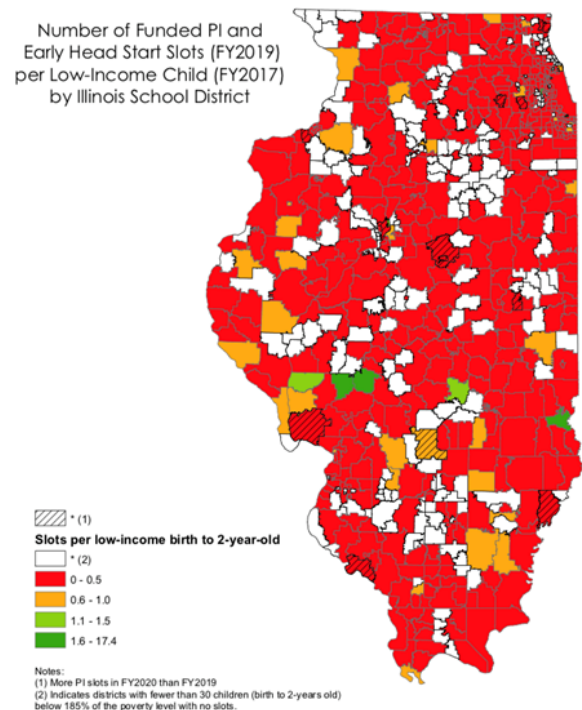 Number of Funded PI and
Early Head Start Slots (FY2019)
per Low-Income Child (FY2017)
by Illinois School District
* (1)
Slots per low-income birth to 2-year-old
* (2)
0 - 0.5
0.6 - 1.0
1.1 - 1.5
1.6 - 17.4
Notes:
(1) More PI slots in FY2020 than FY2019
(2) Indicates districts with fewer than 30 children (birth to 2-years old)
below 185% of the poverty level with no slots.